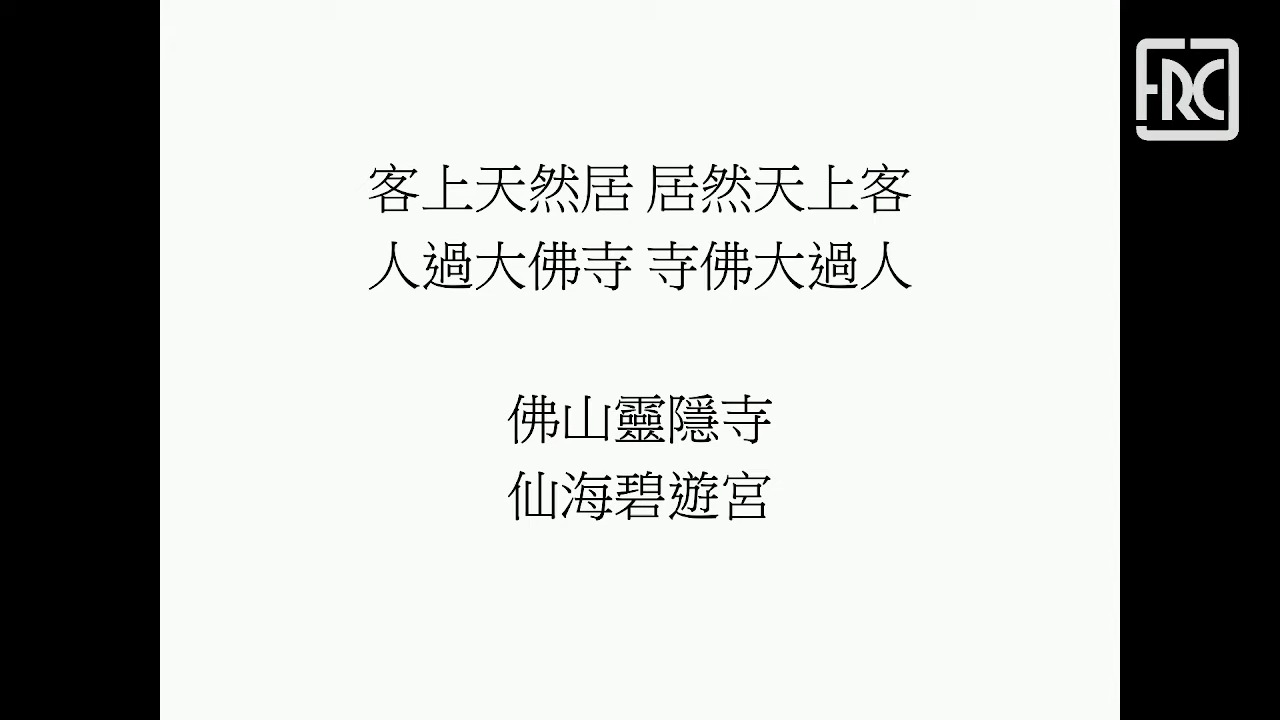 FRC
客上天然居 居然天上客
人過大佛寺 寺佛大過人
佛山靈隱寺
仙海碧遊宮